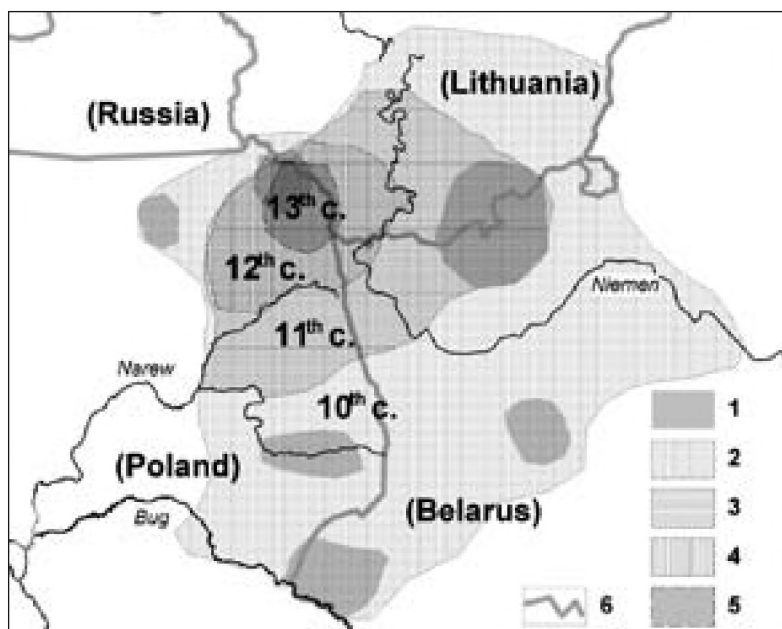 (Lithuania)
(Russia)
13th c.
12th c.
Niemen
11th c.
Narew
10th c.
1
(Poland)
2
(Belarus)
3
Bug
4
6
5